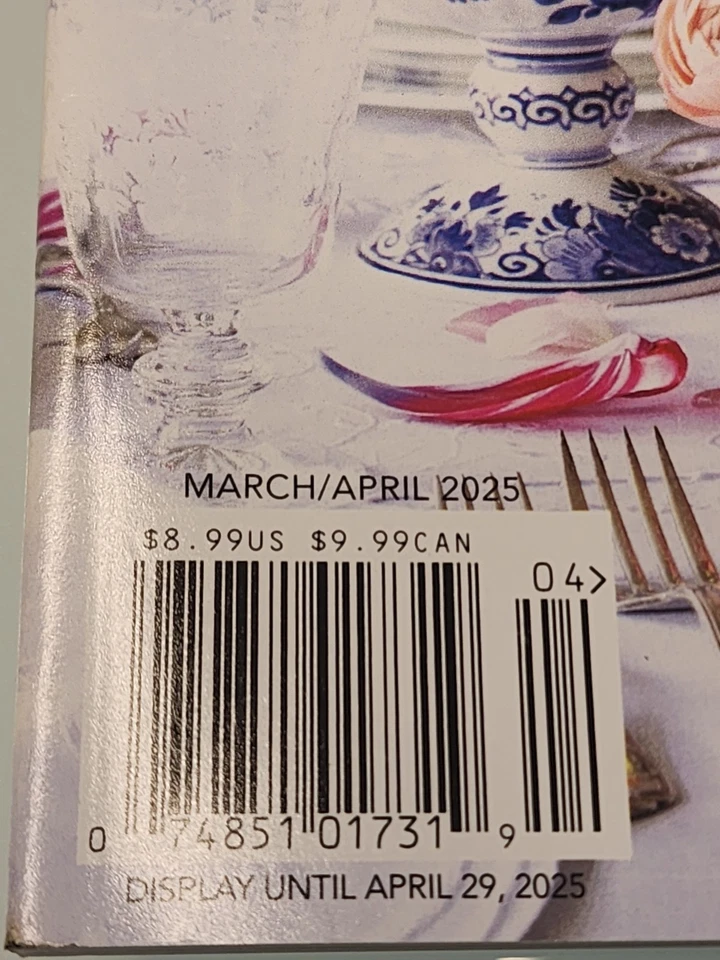 MARCH/APRIL 2025
$8.99US $9.99CAN
04>
0 74851 01731 9
DISPLAY UNTIL APRIL 29, 2025